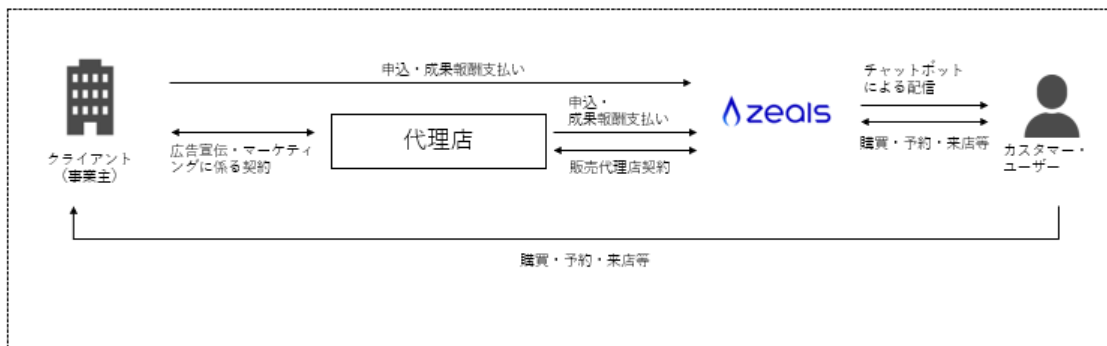 申込・成果報酬支払い
チャットボット
による配信
申込・
成果報酬支払い
zeals
代理店
クライアント
（事業主）
広告宣伝・マーケティ
ングに係る契約
販売代理店契約
購買・予約・来店等
カスタマー・
ユーザー
購買・予約・来店等